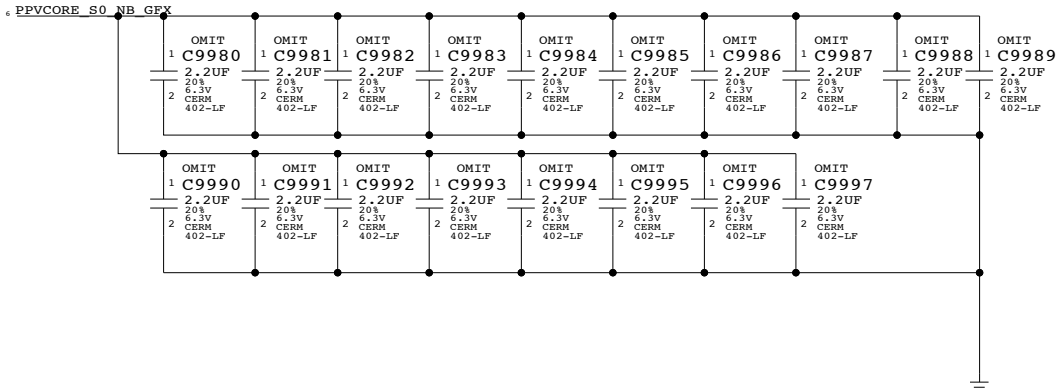 6 PPVCORE_S0_NB_GFX
OMIT OMIT OMIT OMIT OMIT OMIT OMIT OMIT OMIT OMIT
1 C9980 1 C9981 1 C9982 1 C9983 1 C9984 1 C9985 1 C9986 1 C9987 1 C9988 1 C9989
2.2UF 2.2UF 2.2UF 2.2UF 2.2UF 2.2UF 2.2UF 2.2UF 2.2UF 2.2UF
20% 20% 20% 20% 20% 20% 20% 20% 20% 20%
6.3V 6.3V 6.3V 6.3V 6.3V 6.3V 6.3V 6.3V 6.3V 6.3V
2 CERM 2 CERM 2 CERM 2 CERM 2 CERM 2 CERM 2 CERM 2 CERM 2 CERM 2 CERM
402-LF 402-LF 402-LF 402-LF 402-LF 402-LF 402-LF 402-LF 402-LF 402-LF
OMIT OMIT OMIT OMIT OMIT OMIT OMIT OMIT
1 C9990 1 C9991 1 C9992 1 C9993 1 C9994 1 C9995 1 C9996 1 C9997
2.2UF 2.2UF 2.2UF 2.2UF 2.2UF 2.2UF 2.2UF 2.2UF
20% 20% 20% 20% 20% 20% 20% 20%
6.3V 6.3V 6.3V 6.3V 6.3V 6.3V 6.3V 6.3V
2 CERM 2 CERM 2 CERM 2 CERM 2 CERM 2 CERM 2 CERM 2 CERM
402-LF 402-LF 402-LF 402-LF 402-LF 402-LF 402-LF 402-LF